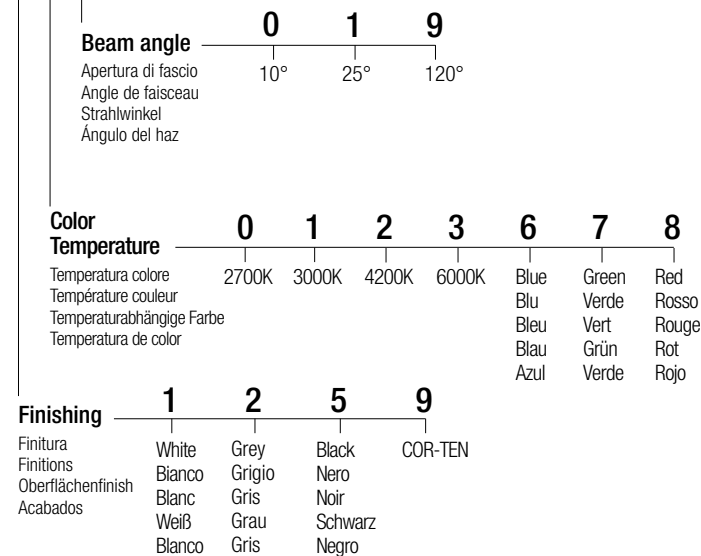 0 1 9
Beam angle
Apertura di fascio 10° 25° 120°
Angle de faisceau
Strahlwinkel
Ángulo del haz
Color
Temperature
0 1 2 3 6 7 8
Temperatura colore 2700K 3000K 4200K 6000K Blue Green Red
Température couleur Blu Verde Rosso
Temperaturabhängige Farbe Bleu Vert Rouge
Temperatura de color Blau Grün Rot
Azul Verde Rojo
1 2 5 9
Finishing
Finitura White Grey Black COR-TEN
Finitions Bianco Grigio Nero
Oberflächenfinish Blanc Gris Noir
Acabados Weiß Grau Schwarz
Blanco Gris Negro